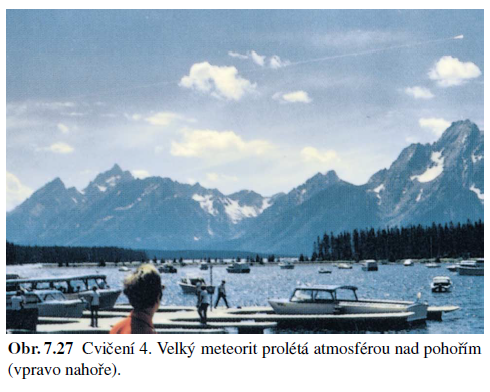 Obr. 7.27 Cvičení 4. Velký meteorit prolétá atmosférou nad pohořím
(vpravo nahoře).